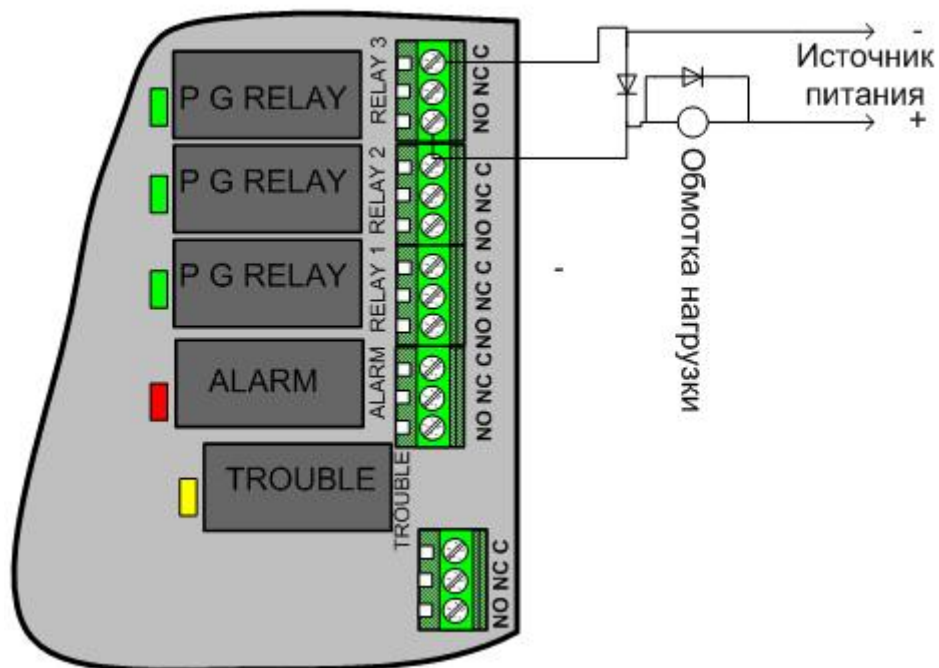 P G RELAY
RELAY 3
NO NC C
P G RELAY
RELAY 2
NO NC C
P G RELAY
RELAY 1
NO NC C
ALARM
ALARM
NO NC C
TROUBLE
TROUBLE
NO NC C
-
Источник
питания
+
Обмотка нагрузки
-